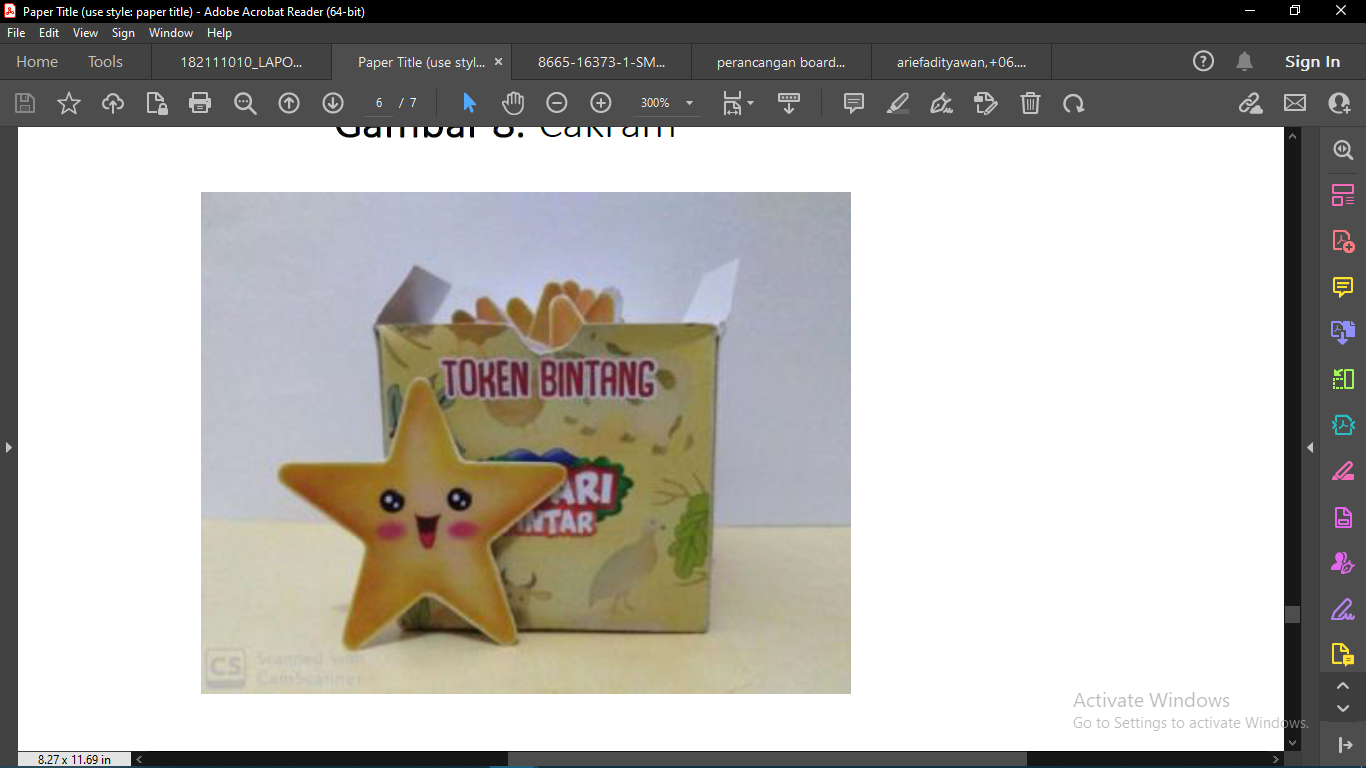 Paper Title (use style: paper title) - Adobe Acrobat Reader (64-bit)
File Edit View Sign Window Help
Home Tools 182111010_LAPO... Paper Title (use styl... 8665-16373-1-SM... perancangan board... ariefadityawan,+06.... Sign In
6 / 7 300%
Gambar 8. Cakram
TOKEN BINTANG
ARI
INTAR
CS Scanned with
CamScanner
Activate Windows
Go to Settings to activate Windows.
8.27 x 11.69 in